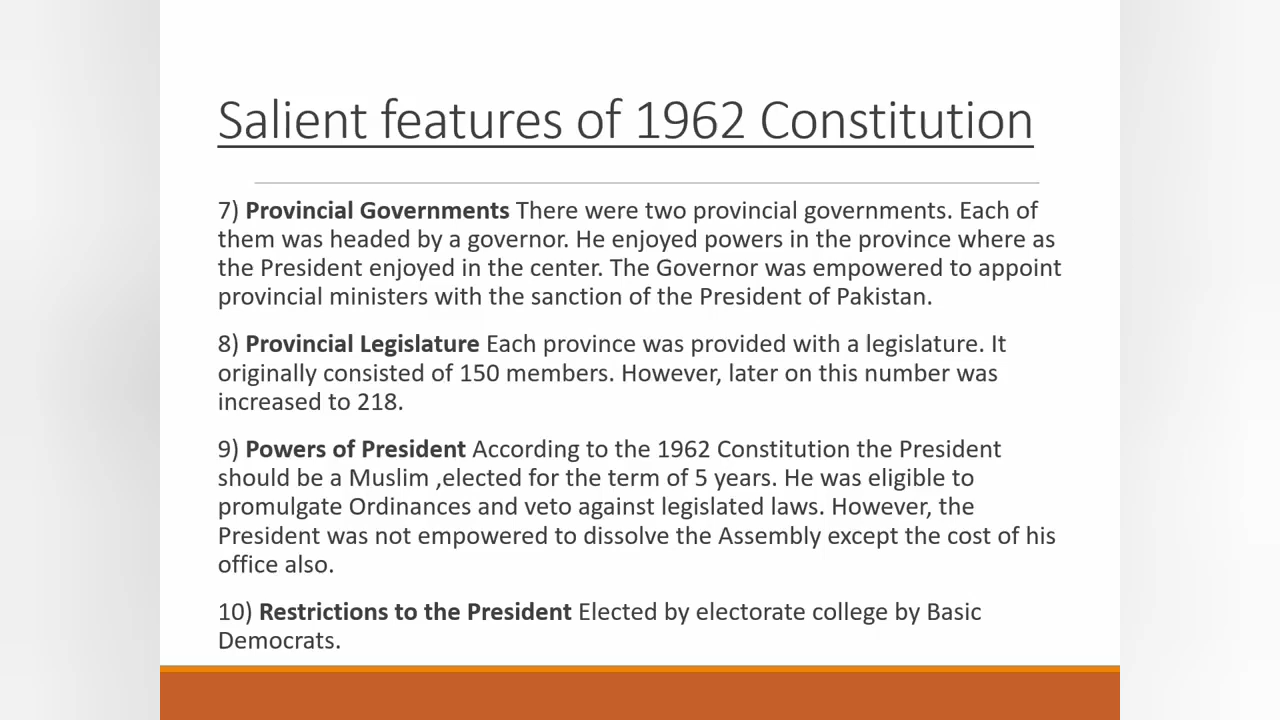 Salient features of 1962 Constitution
7) Provincial Governments There were two provincial governments. Each of
them was headed by a governor. He enjoyed powers in the province where as
the President enjoyed in the center. The Governor was empowered to appoint
provincial ministers with the sanction of the President of Pakistan.
8) Provincial Legislature Each province was provided with a legislature. It
originally consisted of 150 members. However, later on this number was
increased to 218.
9) Powers of President According to the 1962 Constitution the President
should be a Muslim ,elected for the term of 5 years. He was eligible to
promulgate Ordinances and veto against legislated laws. However, the
President was not empowered to dissolve the Assembly except the cost of his
office also.
10) Restrictions to the President Elected by electorate college by Basic
Democrats.